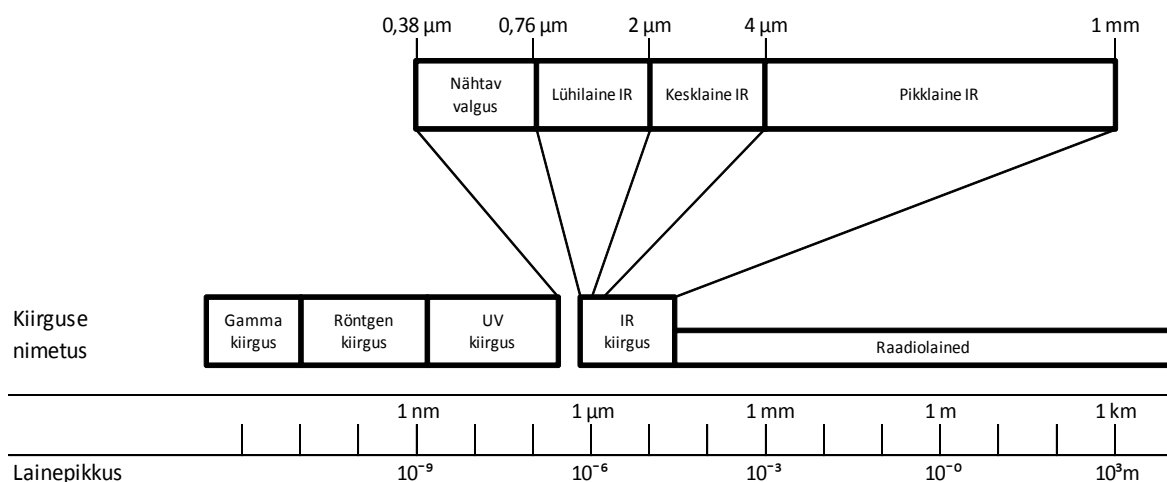 0,38 µm 0,76 µm 2 µm 4 µm 1 mm
Nähtav
valgus
Lühilaine IR
Kesklaine IR
Pikklaine IR
Kiirguse
nimetus
Gamma
kiirgus
Röntgen
kiirgus
UV
kiirgus
IR
kiirgus
Raadiolained
1 nm 1 µm 1 mm 1 m 1 km
Lainepikkus 10⁻⁹ 10⁻⁶ 10⁻³ 10⁻⁰ 10³m